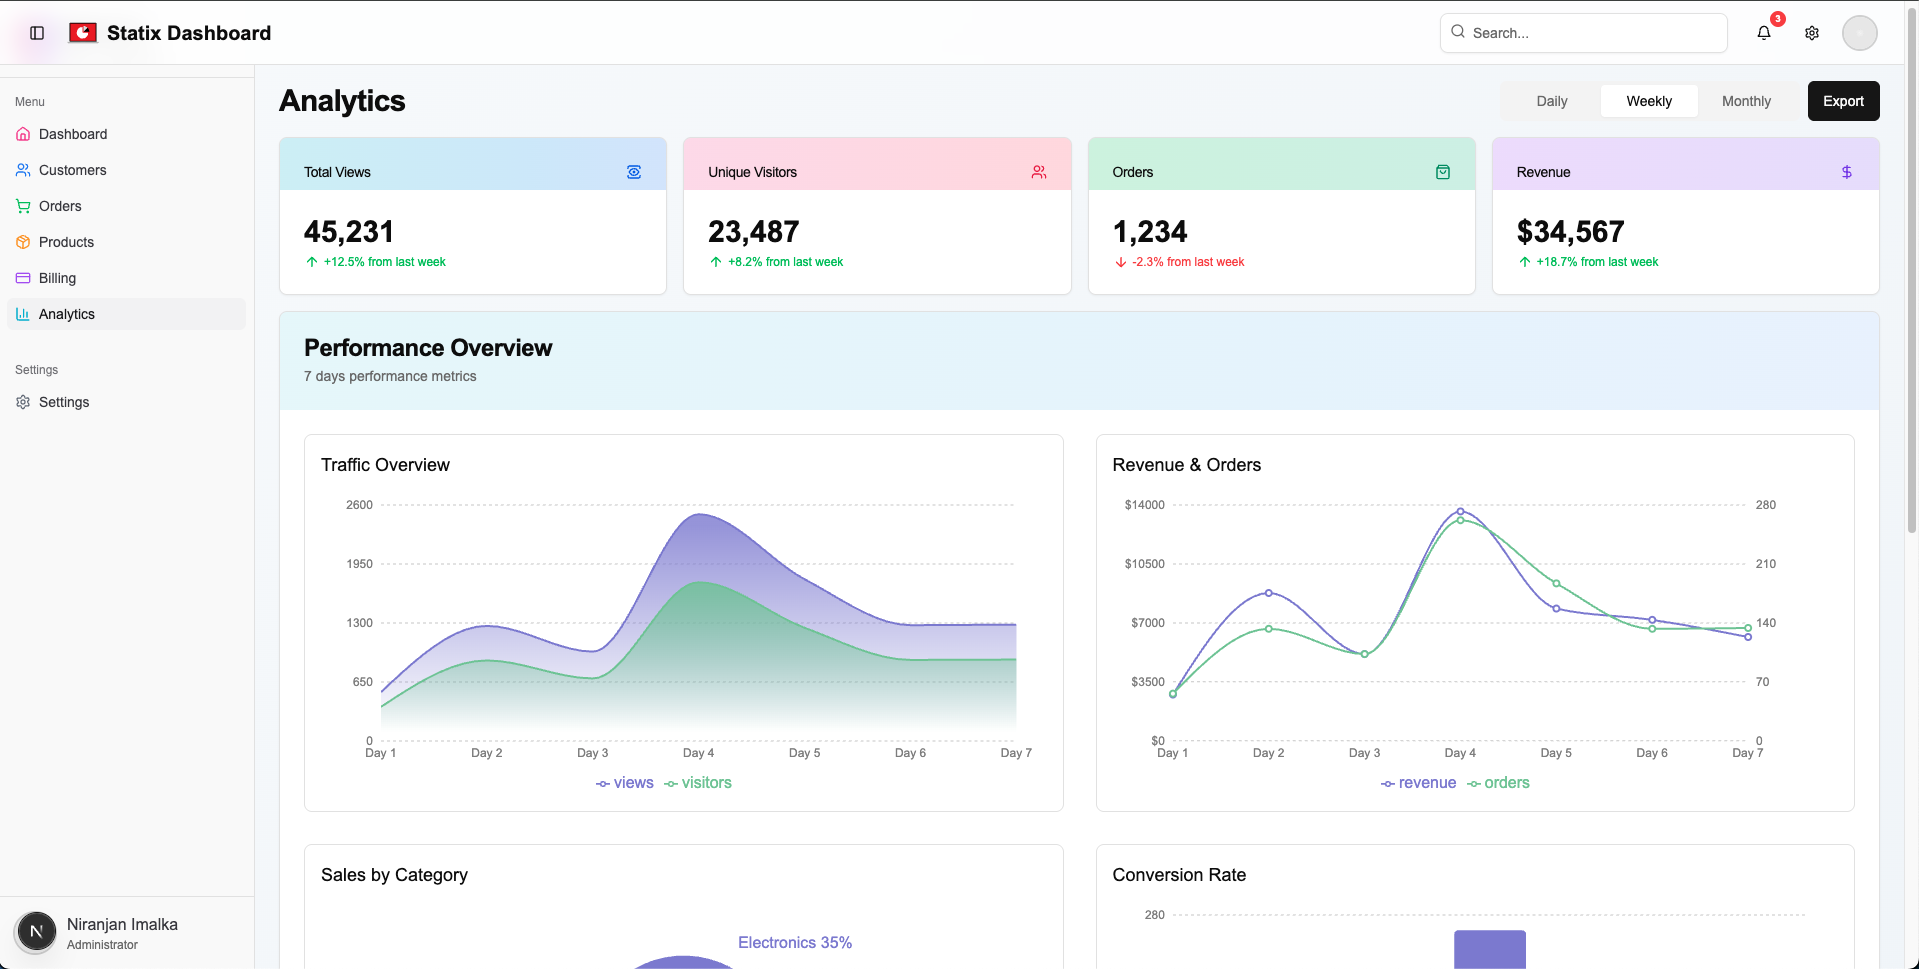 Statix Dashboard
Search...
3
Menu
Dashboard
Customers
Orders
Products
Billing
Analytics
Settings
Settings
N
Niranjan Imalka
Administrator
Analytics
Daily
Weekly
Monthly
Export
Total Views
45,231
+12.5% from last week
Unique Visitors
23,487
+8.2% from last week
Orders
1,234
-2.3% from last week
Revenue
$
$34,567
+18.7% from last week
Performance Overview
7 days performance metrics
Traffic Overview
2600
1950
1300
650
0
Day 1 Day 2 Day 3 Day 4 Day 5 Day 6 Day 7
views visitors
Revenue & Orders
$14000 280
$10500 210
$7000 140
$3500 70
$0 0
Day 1 Day 2 Day 3 Day 4 Day 5 Day 6 Day 7
revenue orders
Sales by Category
Electronics 35%
Conversion Rate
280